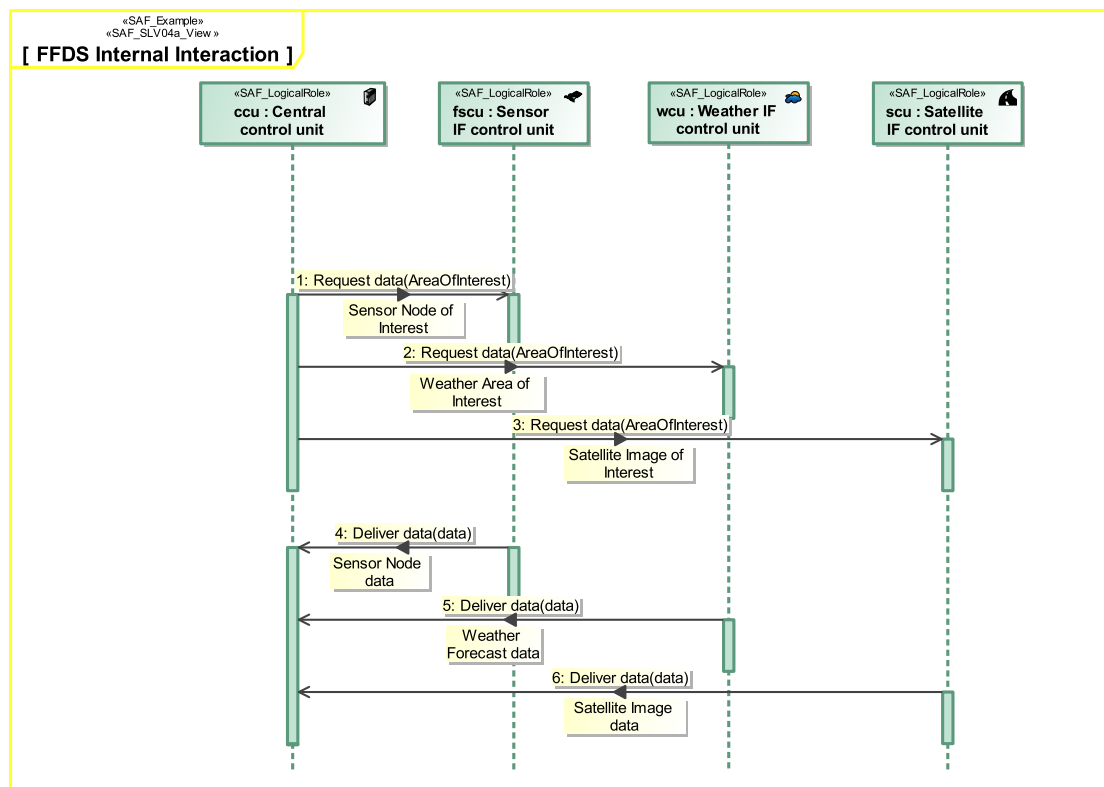 «SAF_Example»
«SAF_SLV04a_View »
[ FFDS Internal Interaction ]
«SAF_LogicalRole»
ccu : Central
control unit
«SAF_LogicalRole»
fscu : Sensor
IF control unit
«SAF_LogicalRole»
wcu : Weather IF
control unit
«SAF_LogicalRole»
scu : Satellite
IF control unit
1: Request data(AreaOfInterest)
Sensor Node of
Interest
2: Request data(AreaOfInterest)
Weather Area of
Interest
3: Request data(AreaOfInterest)
Satellite Image of
Interest
4: Deliver data(data)
Sensor Node
data
5: Deliver data(data)
Weather
Forecast data
6: Deliver data(data)
Satellite Image
data